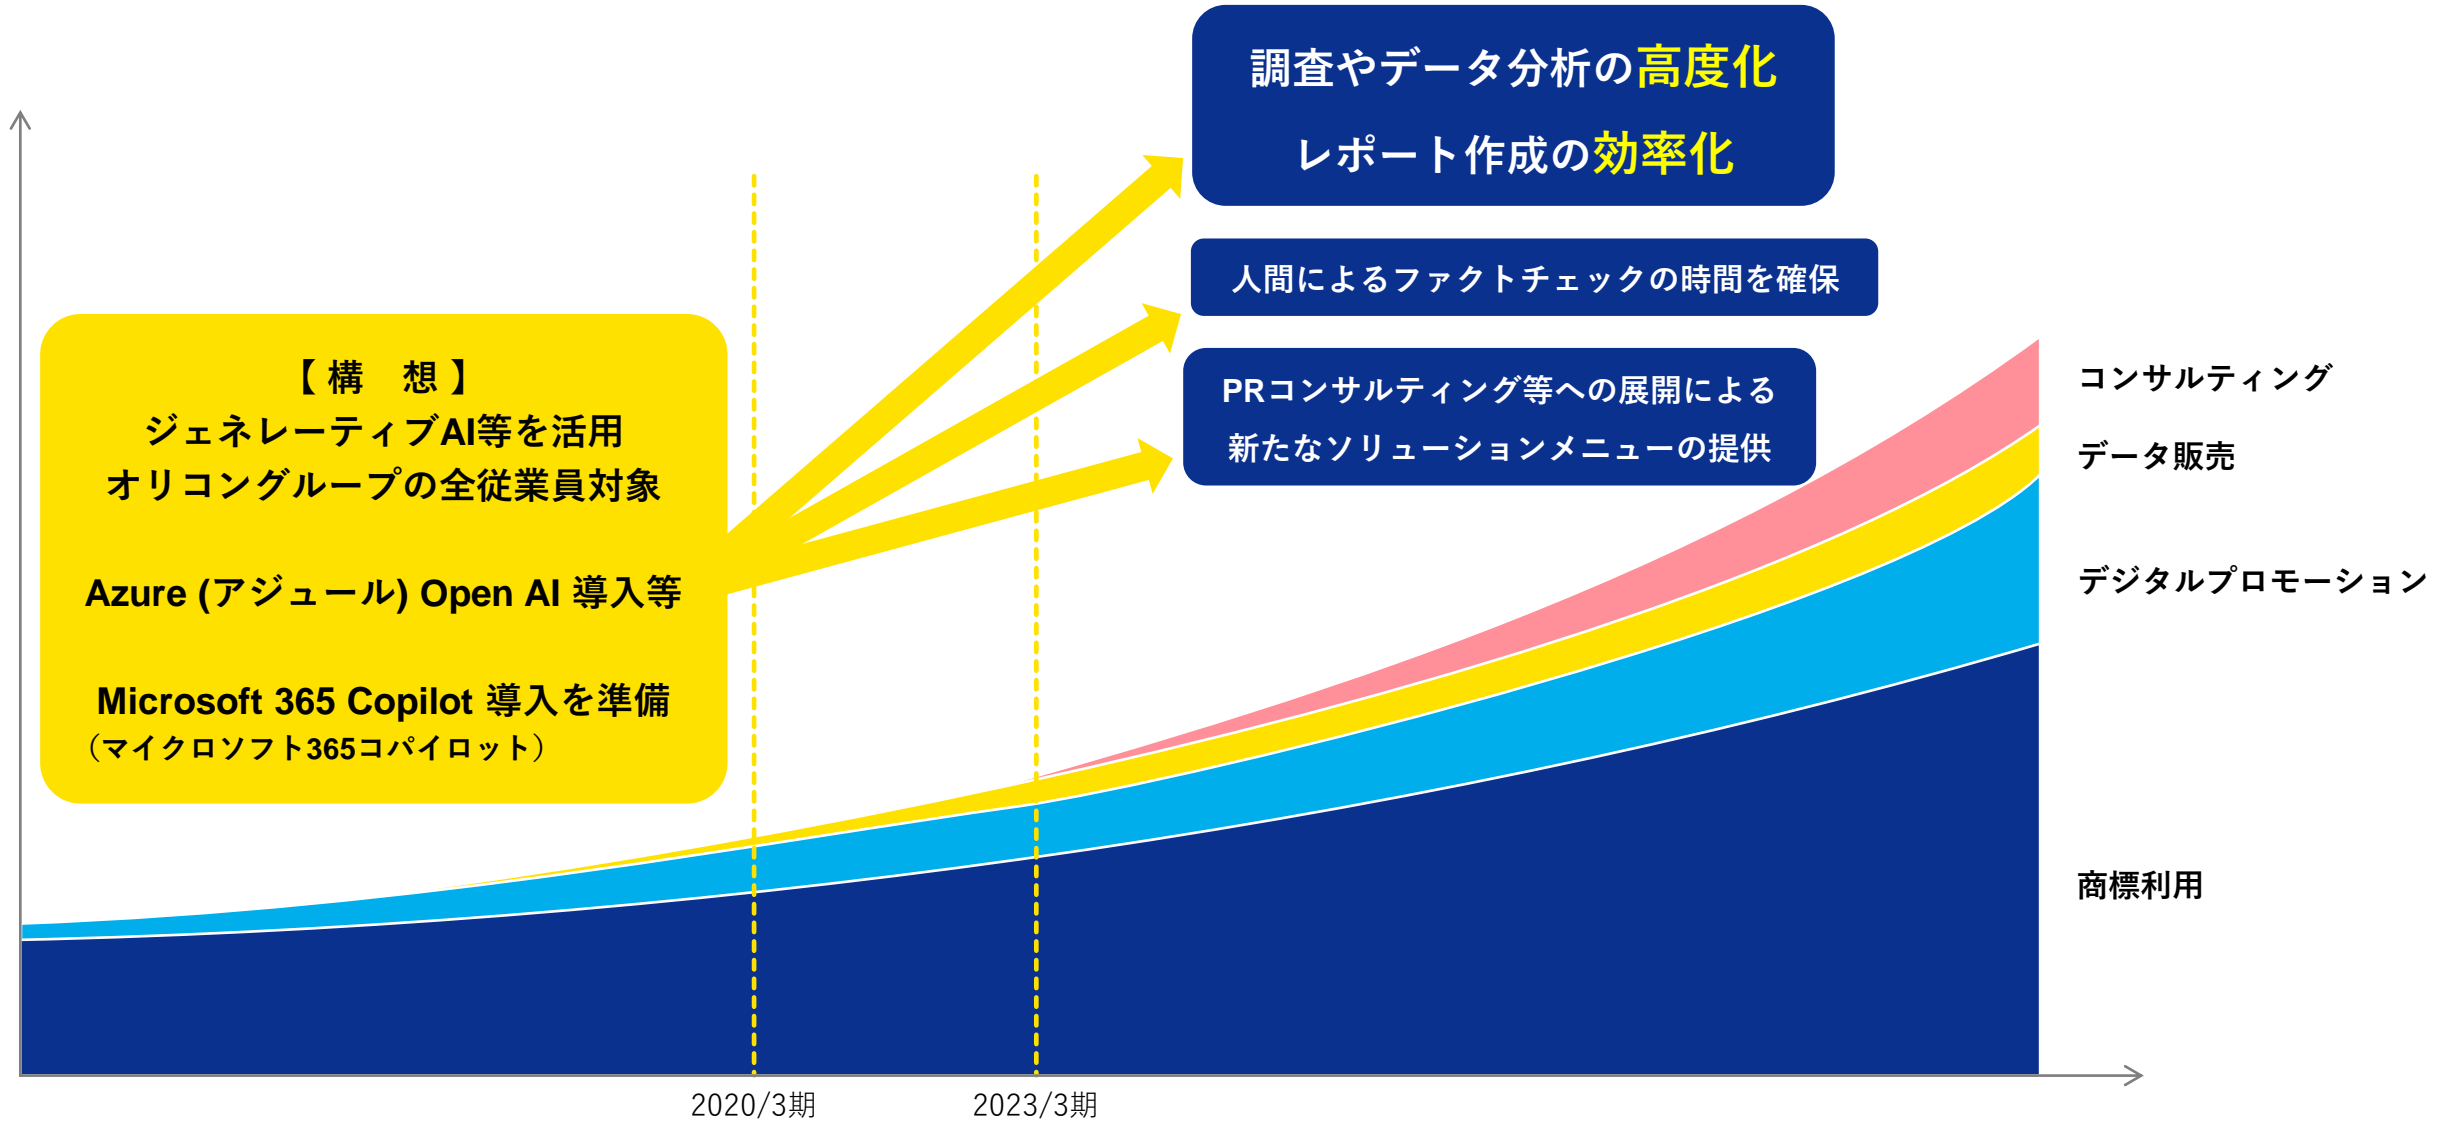 調査やデータ分析の高度化
レポート作成の効率化
人間によるファクトチェックの時間を確保
PRコンサルティング等への展開による
新たなソリューションメニューの提供
【 構　想 】
ジェネレーティブAI等を活用
オリコングループの全従業員対象
Azure (アジュール) Open AI 導入等
Microsoft 365 Copilot 導入を準備
（マイクロソフト365コパイロット）
コンサルティング
データ販売
デジタルプロモーション
商標利用
2020/3期
2023/3期